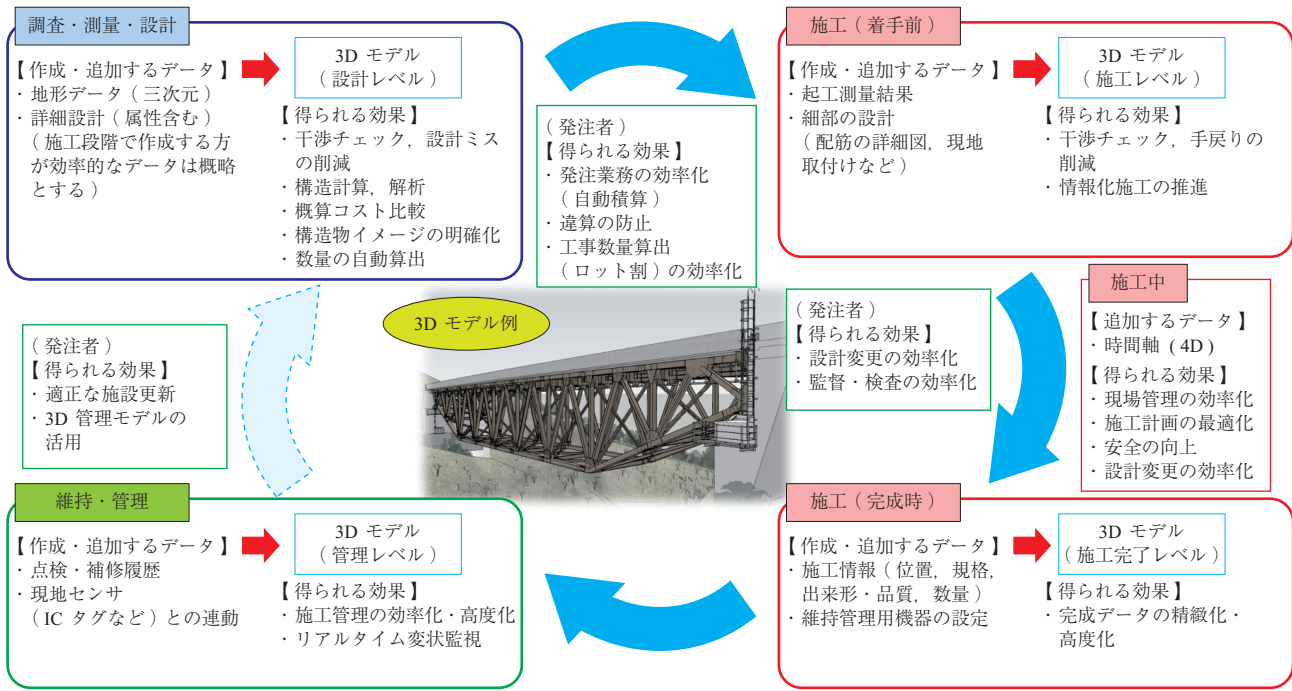 調査・測量・設計
【作成・追加するデータ】
・地形データ（三次元）
・詳細設計（属性含む）
（施工段階で作成する方
が効率的なデータは概略
とする）
3D モデル
（設計レベル）
【得られる効果】
・干渉チェック，設計ミス
の削減
・構造計算，解析
・概算コスト比較
・構造物イメージの明確化
・数量の自動算出
（発注者）
【得られる効果】
・発注業務の効率化
（自動積算）
・違算の防止
・工事数量算出
（ロット割）の効率化
施工（着手前）
【作成・追加するデータ】
・起工測量結果
・細部の設計
（配筋の詳細図，現地
取付けなど）
3D モデル
（施工レベル）
【得られる効果】
・干渉チェック，手戻りの
削減
・情報化施工の推進
（発注者）
【得られる効果】
・適正な施設更新
・3D 管理モデルの
活用
3D モデル例
（発注者）
【得られる効果】
・設計変更の効率化
・監督・検査の効率化
施工中
【追加するデータ】
・時間軸 (4D)
【得られる効果】
・現場管理の効率化
・施工計画の最適化
・安全の向上
・設計変更の効率化
維持・管理
【作成・追加するデータ】
・点検・補修履歴
・現地センサ
（IC タグなど）との連動
3D モデル
（管理レベル）
【得られる効果】
・施工管理の効率化・高度化
・リアルタイム変状監視
施工（完成時）
【作成・追加するデータ】
・施工情報（位置，規格，
出来形・品質，数量）
・維持管理用機器の設定
3D モデル
（施工完了レベル）
【得られる効果】
・完成データの精緻化・
高度化